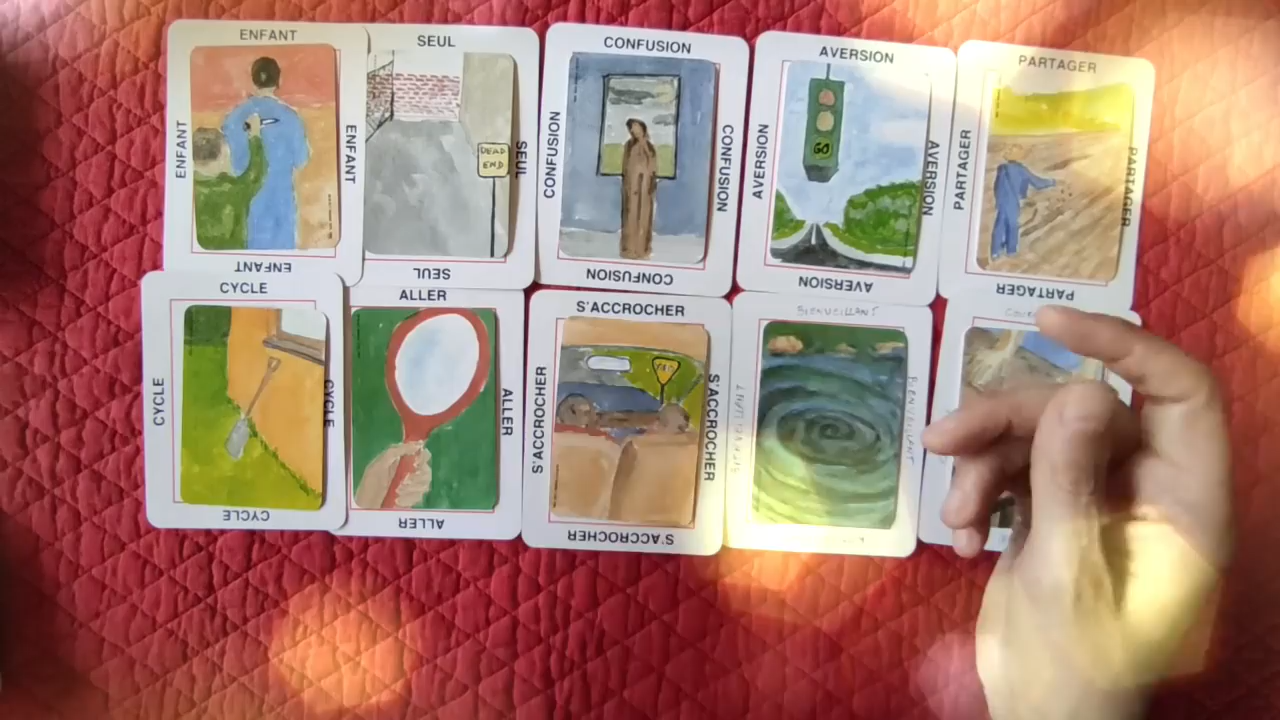 ENFANT
ENFANT
ENFANT
ENFANT
SEUL
DEAD
END
SEUL
SEUL
CONFUSION
CONFUSION
CONFUSION
CONFUSION
AVERSION
AVERSION
GO
AVERSION
AVERSION
PARTAGER
PARTAGER
PARTAGER
PARTAGER
CYCLE
CYCLE
CYCLE
CYCLE
ALLER
ALLER
ALLER
S'ACCROCHER
S'ACCROCHER
S'ACCROCHER
S'ACCROCHER
BIENVEILLANT
BIENVEILLANT